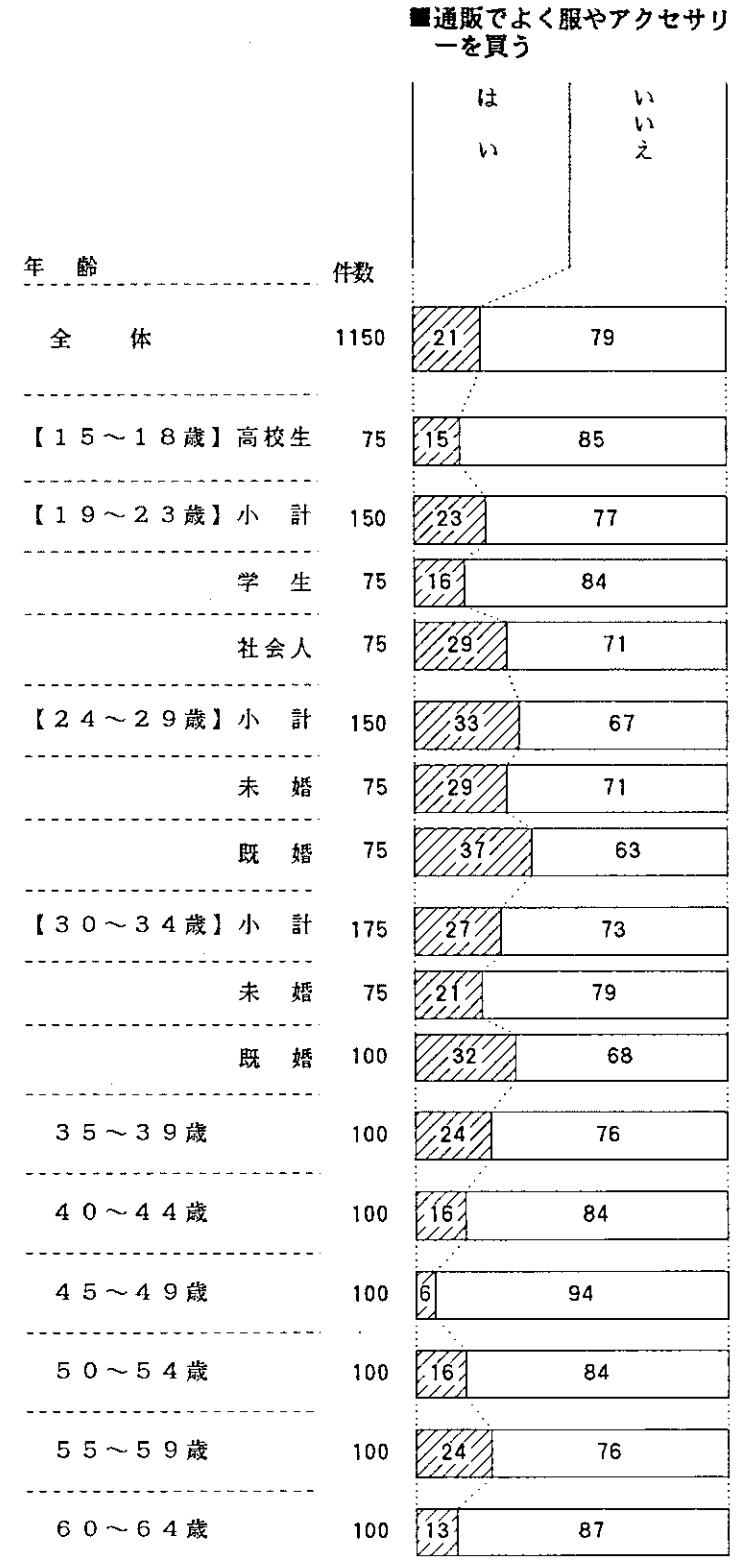 ■通販でよく服やアクセサリ
ーを買う
はい いいえ
年齢 件数
全体 1150 21 79
【15～18歳】高校生 75 15 85
【19～23歳】小計 150 23 77
学生 75 16 84
社会人 75 29 71
【24～29歳】小計 150 33 67
未婚 75 29 71
既婚 75 37 63
【30～34歳】小計 175 27 73
未婚 75 21 79
既婚 100 32 68
35～39歳 100 24 76
40～44歳 100 16 84
45～49歳 100 6 94
50～54歳 100 16 84
55～59歳 100 24 76
60～64歳 100 13 87